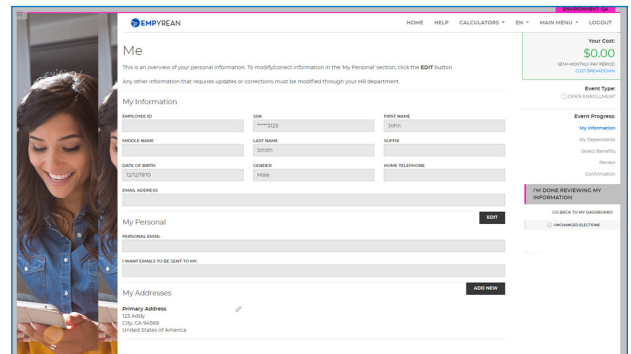 ENVIRONMENT: QA
EMPYREAN
HOME HELP CALCULATORS EN MAIN MENU LOGOUT
Me
This is an overview of your personal information. To modify/correct information in the 'My Personal' section, click the EDIT button.
Any other information that requires updates or corrections must be modified through your HR department.
My Information
EMPLOYEE ID SSN FIRST NAME
*****3123 John
MIDDLE NAME LAST NAME SUFFIX
Smith
DATE OF BIRTH GENDER HOME TELEPHONE
12/12/1970 Male
EMAIL ADDRESS
My Personal EDIT
PERSONAL EMAIL
I WANT EMAILS TO BE SENT TO MY:
My Addresses ADD NEW
Primary Address
123 Addy
City, CA 94569
United States of America
Your Cost:
$0.00
SEMI-MONTHLY PAY PERIOD
COST BREAKDOWN
Event Type:
OPEN ENROLLMENT
Event Progress:
My Information
My Dependents
Select Benefits
Review
Confirmation
I'M DONE REVIEWING MY
INFORMATION
GO BACK TO MY DASHBOARD
UNCHANGED ELECTIONS